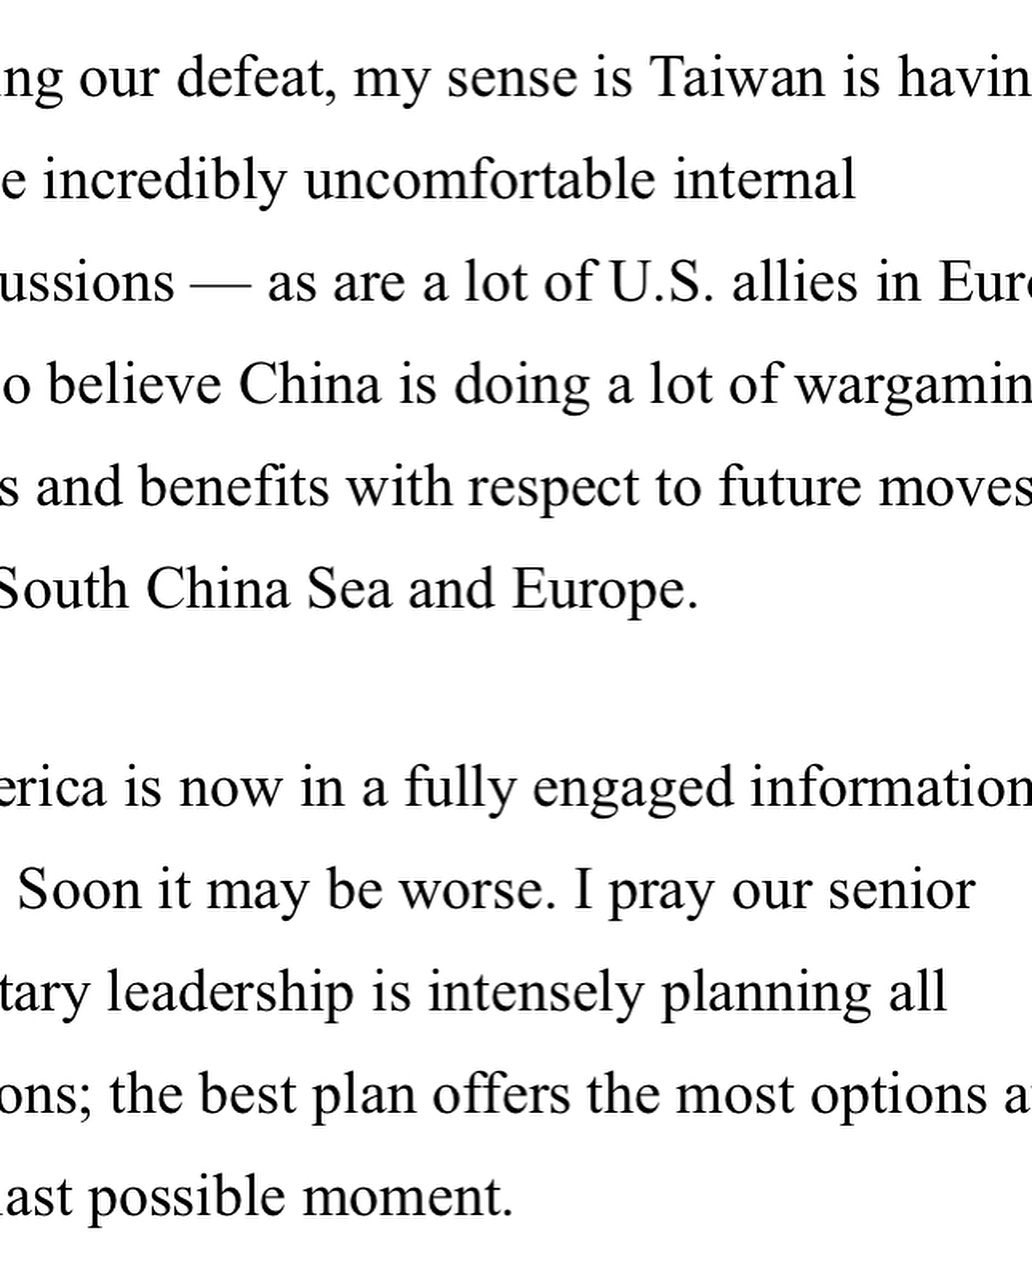 ng our defeat, my sense is Taiwan is havin
e incredibly uncomfortable internal
ussions — as are a lot of U.S. allies in Eur
o believe China is doing a lot of wargamin
s and benefits with respect to future moves
South China Sea and Europe.
erica is now in a fully engaged information
Soon it may be worse. I pray our senior
tary leadership is intensely planning all
ons; the best plan offers the most options a
last possible moment.